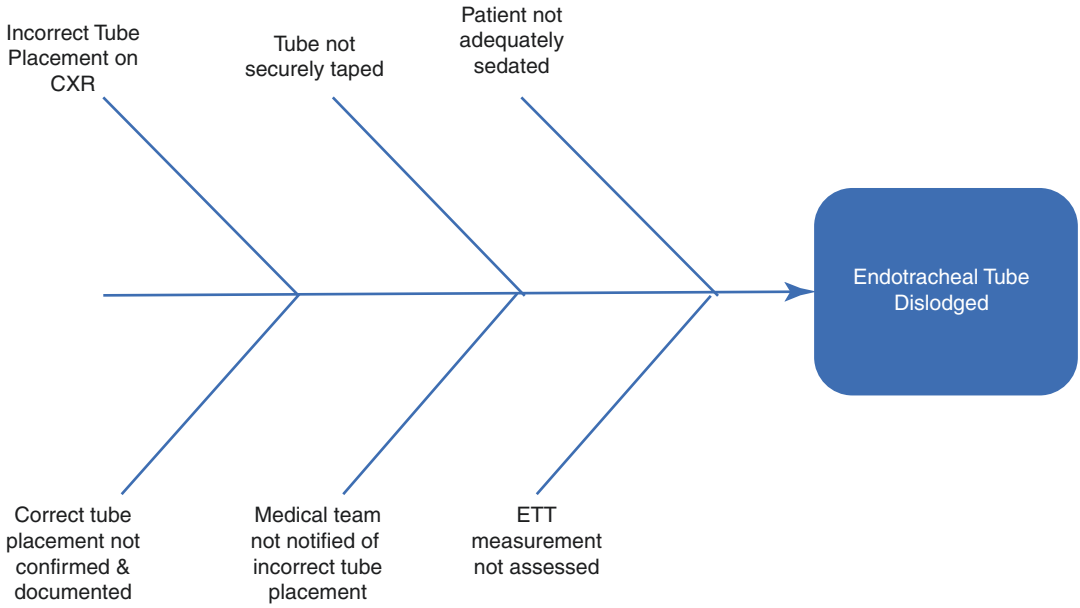 Incorrect Tube
Placement on
CXR
Tube not
securely taped
Patient not
adequately
sedated
Endotracheal Tube
Dislodged
Correct tube
placement not
confirmed &
documented
Medical team
not notified of
incorrect tube
placement
ETT
measurement
not assessed